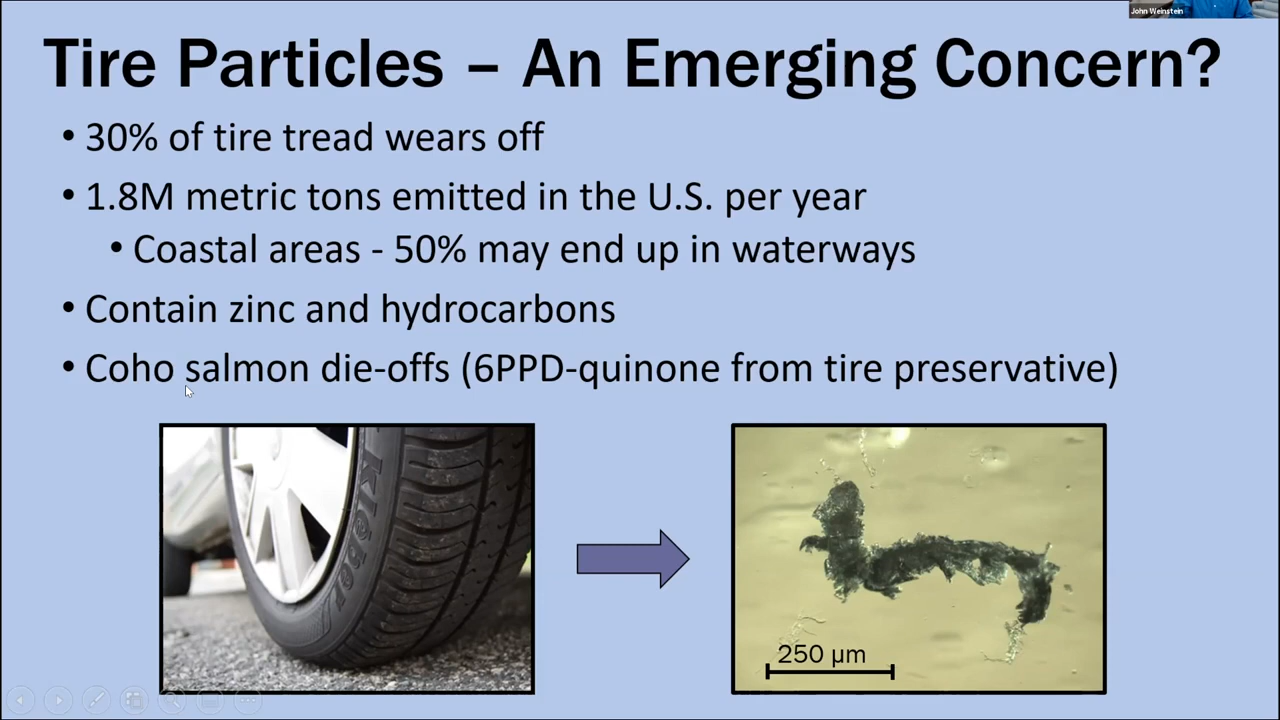 John Weinstein
Tire Particles – An Emerging Concern?
• 30% of tire tread wears off
• 1.8M metric tons emitted in the U.S. per year
• Coastal areas - 50% may end up in waterways
• Contain zinc and hydrocarbons
• Coho salmon die-offs (6PPD-quinone from tire preservative)
Kleber
250 µm